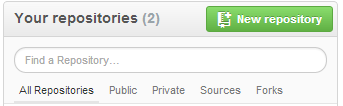 Your repositories (2) New repository
Find a Repository...
All Repositories Public Private Sources Forks